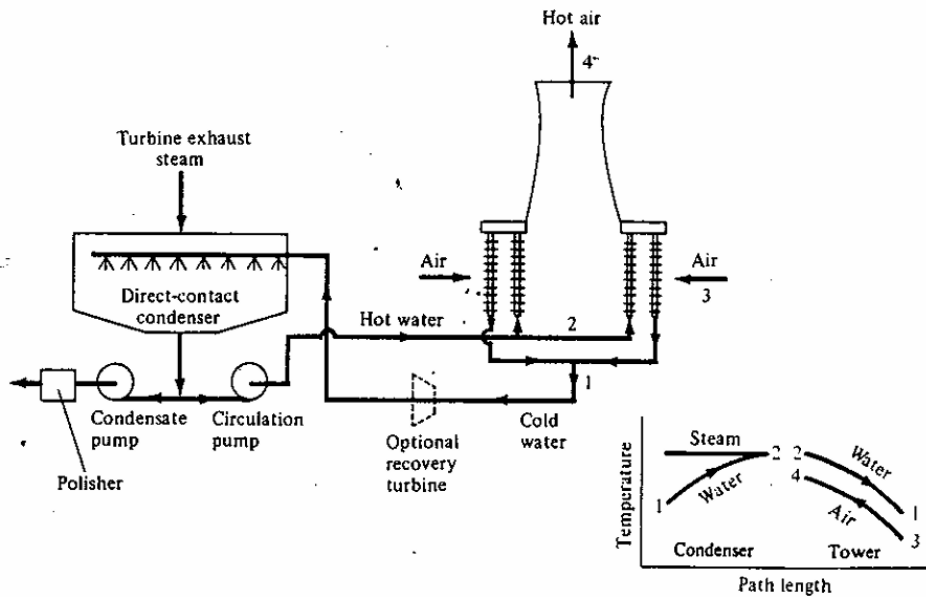 Hot air
4
Turbine exhaust
steam
Air
Air
3
Direct-contact
condenser
Hot water
2
1
Condensate
pump
Circulation
pump
Optional
recovery
turbine
Cold
water
Polisher
Temperature
Steam
Water
1
2
2
4
Water
Air
1
3
Condenser
Tower
Path length